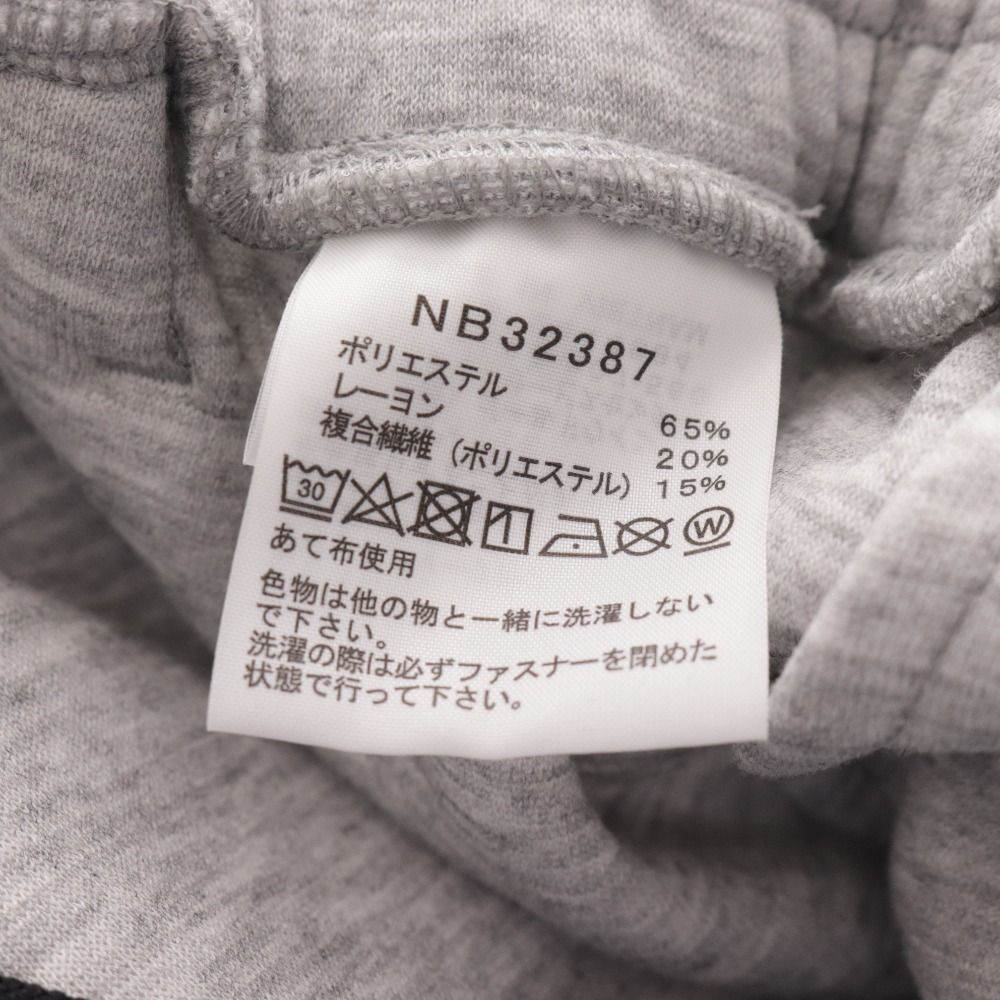 NB32387
ポリエステル 65%
レーヨン 20%
複合繊維（ポリエステル） 15%
30 W
あて布使用
色物は他の物と一緒に洗濯しない
で下さい。
洗濯の際は必ずファスナーを閉めた
状態で行って下さい。